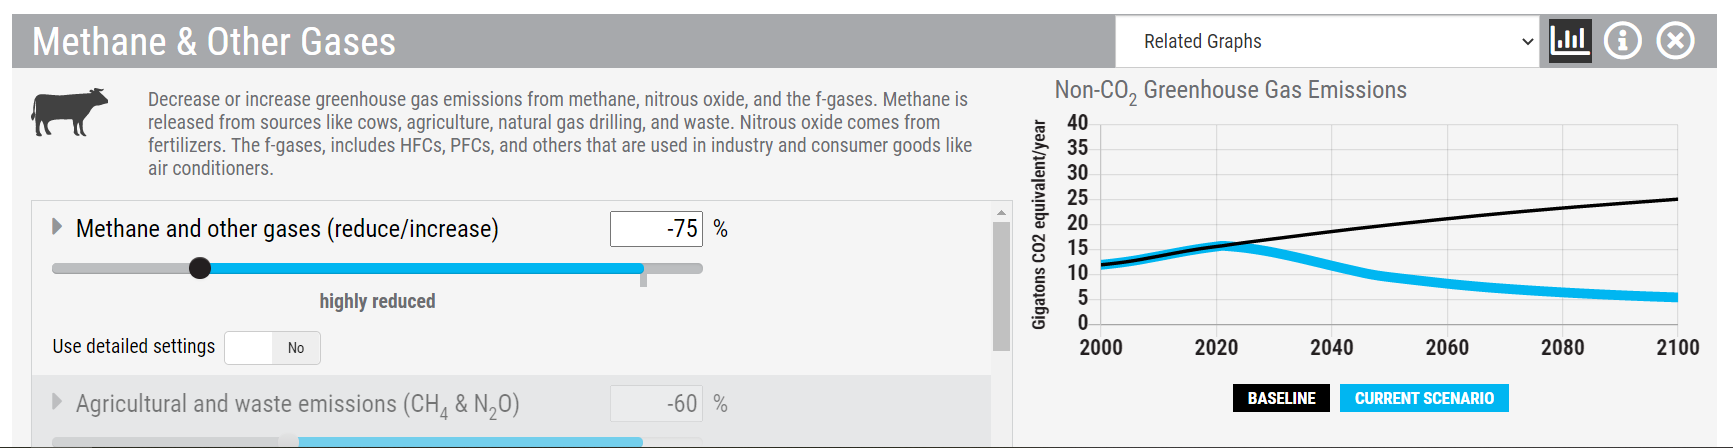 Methane & Other Gases
Related Graphs
Decrease or increase greenhouse gas emissions from methane, nitrous oxide, and the f-gases. Methane is
released from sources like cows, agriculture, natural gas drilling, and waste. Nitrous oxide comes from
fertilizers. The f-gases, includes HFCs, PFCs, and others that are used in industry and consumer goods like
air conditioners.
Methane and other gases (reduce/increase) -75 %
highly reduced
Use detailed settings No
Agricultural and waste emissions (CH4 & N2O) -60 %
Non-CO2 Greenhouse Gas Emissions
Gigatons CO2 equivalent/year
40
35
30
25
20
15
10
5
0
2000 2020 2040 2060 2080 2100
BASELINE CURRENT SCENARIO